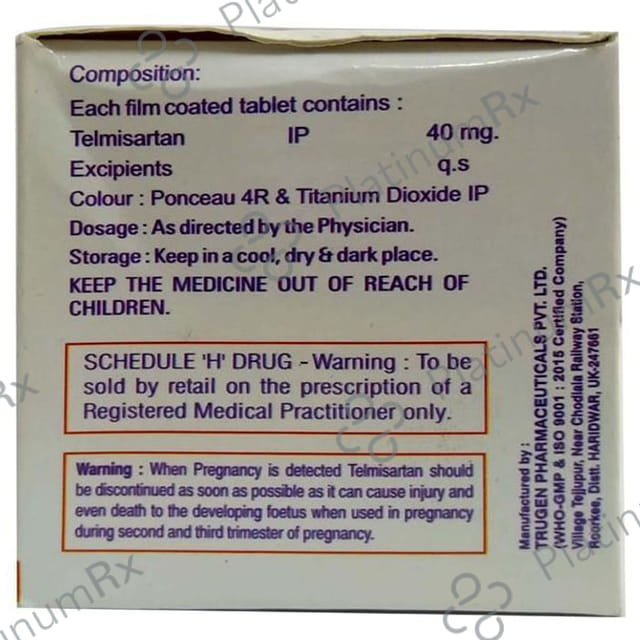 Composition:
Each film coated tablet contains :
Telmisartan IP 40 mg.
Excipients q.s
Colour : Ponceau 4R & Titanium Dioxide IP
Dosage : As directed by the Physician.
Storage : Keep in a cool, dry & dark place.
KEEP THE MEDICINE OUT OF REACH OF
CHILDREN.
SCHEDULE 'H' DRUG - Warning : To be
sold by retail on the prescription of a
Registered Medical Practitioner only.
Warning : When Pregnancy is detected Telmisartan should
be discontinued as soon as possible as it can cause injury and
even death to the developing foetus when used in pregnancy
during second and third trimester of pregnancy.
Manufactured by :
TRUGEN PHARMACEUTICALS PVT. LTD.
(WHO-GMP & ISO 9001 : 2015 Certified Company)
Village Tejjupur, Near Chodiala Railway Station,
Roorkee, Distt. HARIDWAR, UK-247661
PlatinumRx
PlatinumRx
PlatinumRx
PlatinumRx